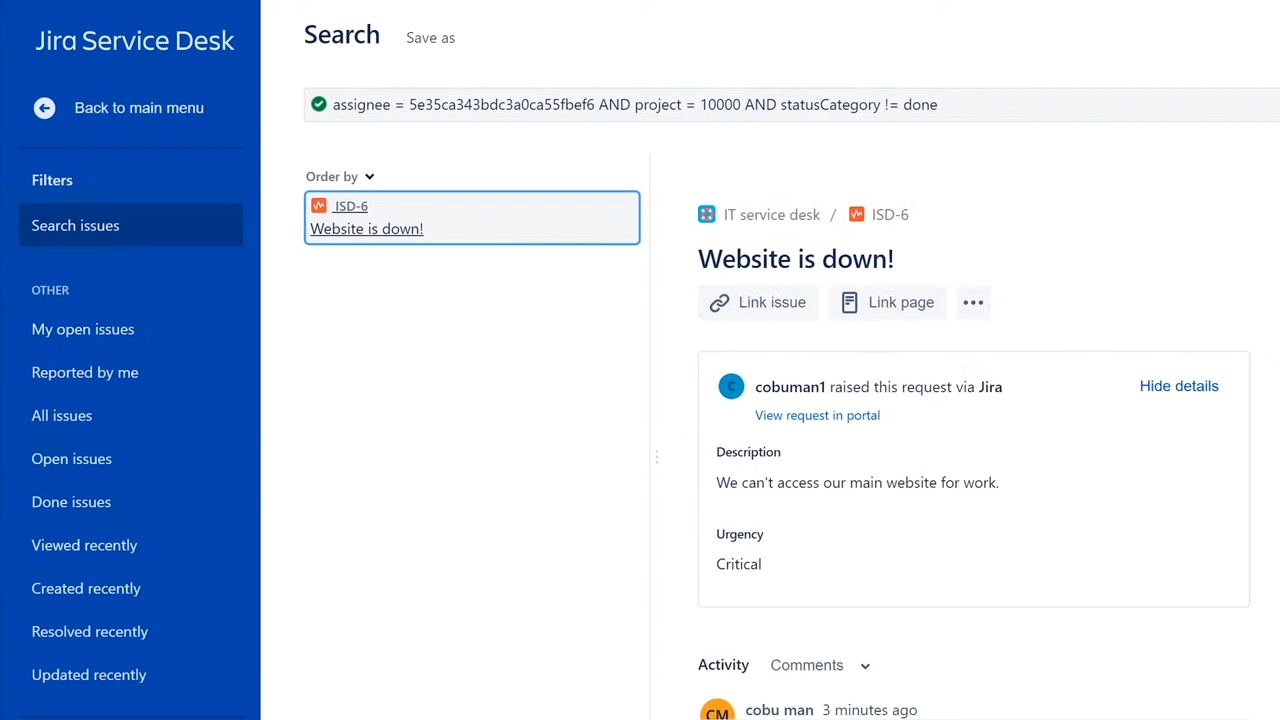 Jira Service Desk
Back to main menu
Filters
Search issues
OTHER
My open issues
Reported by me
All issues
Open issues
Done issues
Viewed recently
Created recently
Resolved recently
Updated recently
Search
Save as
assignee = 5e35ca343bdc3a0ca55fbef6 AND project = 10000 AND statusCategory != done
Order by
ISD-6
Website is down!
IT service desk / ISD-6
Website is down!
Link issue
Link page
•••
C
cobuman1 raised this request via Jira
Hide details
View request in portal
Description
We can't access our main website for work.
Urgency
Critical
Activity
Comments
CM
cobu man 3 minutes ago